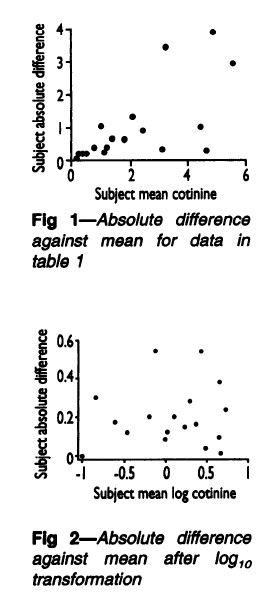 4
3
2
1
0
0 2 4 6
Subject absolute difference
Subject mean cotinine
Fig 1—Absolute difference
against mean for data in
table 1
0.6
0.4
0.2
0
-1 -0.5 0 0.5 1
Subject absolute difference
Subject mean log cotinine
Fig 2—Absolute difference
against mean after log10
transformation